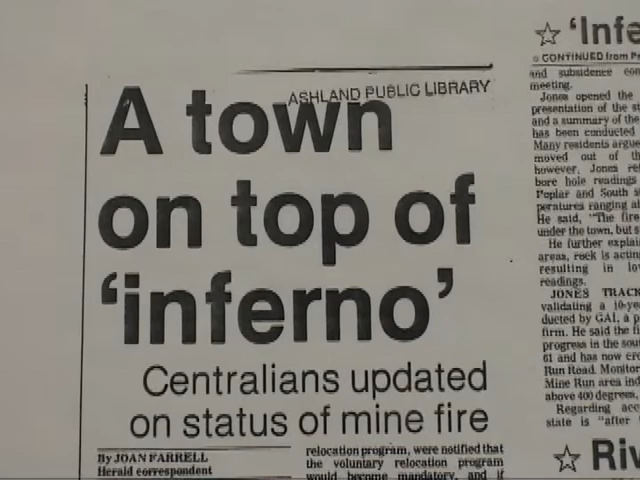 ASHLAND PUBLIC LIBRARY
A town
on top of
'inferno'
Centralians updated
on status of mine fire
By JOAN FARRELL
Herald correspondent
relocation program, were notified that
the voluntary relocation program
would become mandatory, and if
☆ 'Infe
CONTINUED from
and subsidence con
meeting.
Jones opened the
presentation of the
and a summary of the
has been conducted
Many residents argue
moved out of th
however, Jones re
bore hole readings
Poplar and South
peratures ranging
He said, "The fire
under the town, but s
He further explai
areas, rock is actin
resulting in lo
readings.
JONES TRACK
validating a 10-ye
ducted by GAI, a p
firm. He said the fi
progress in the sou
61 and has now cro
Run Road. Monitor
Mine Run area ind
above 400 degrees,
Regarding acc
state is "after
☆ Riv